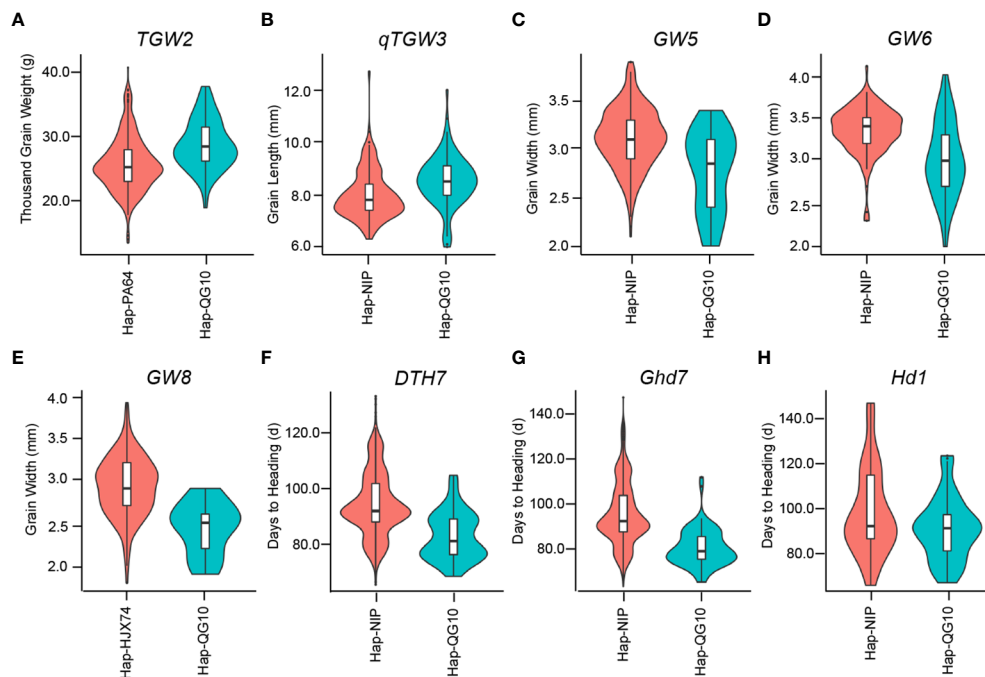 A
TGW2
Thousand Grain Weight (g)
40.0
30.0
20.0
Hap-PA64
Hap-QG10
B
qTGW3
Grain Length (mm)
12.0
10.0
8.0
6.0
Hap-NIP
Hap-QG10
C
GW5
Grain Width (mm)
3.5
3.0
2.5
2.0
Hap-NIP
Hap-QG10
D
GW6
Grain Width (mm)
4.0
3.5
3.0
2.5
2.0
Hap-NIP
Hap-QG10
E
GW8
Grain Width (mm)
4.0
3.5
3.0
2.5
2.0
Hap-HJX74
Hap-QG10
F
DTH7
Days to Heading (d)
120.0
100.0
80.0
Hap-NIP
Hap-QG10
G
Ghd7
Days to Heading (d)
140.0
120.0
100.0
80.0
Hap-NIP
Hap-QG10
H
Hd1
Days to Heading (d)
140.0
120.0
100.0
80.0
Hap-NIP
Hap-QG10